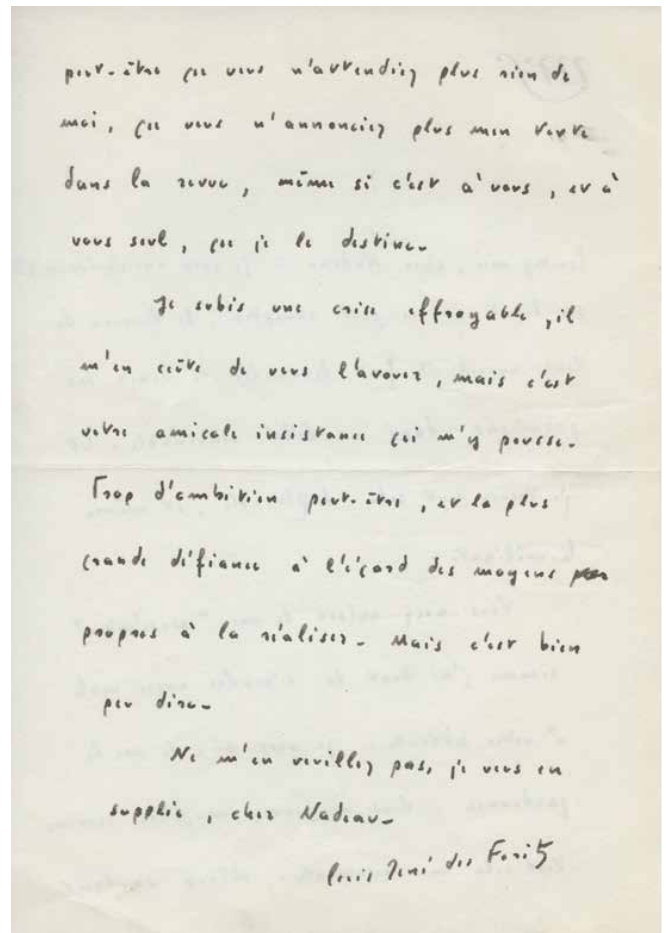 peut-être que vous n'attendiez plus rien de
moi, que vous n'annonciez plus mon texte
dans la revue, même si c'est à vous, et à
vous seul, que je le destine.
Je subis une crise effroyable, il
m'en coûte de vous l'avouer, mais c'est
votre amicale insistance qui m'y pousse.
Trop d'ambition peut-être, et la plus
grande défiance à l'égard des moyens
propres à la réaliser. Mais c'est bien
peu dire.
Ne m'en veuillez pas, je vous en
supplie, cher Nadeau.
Louis René des Forêts